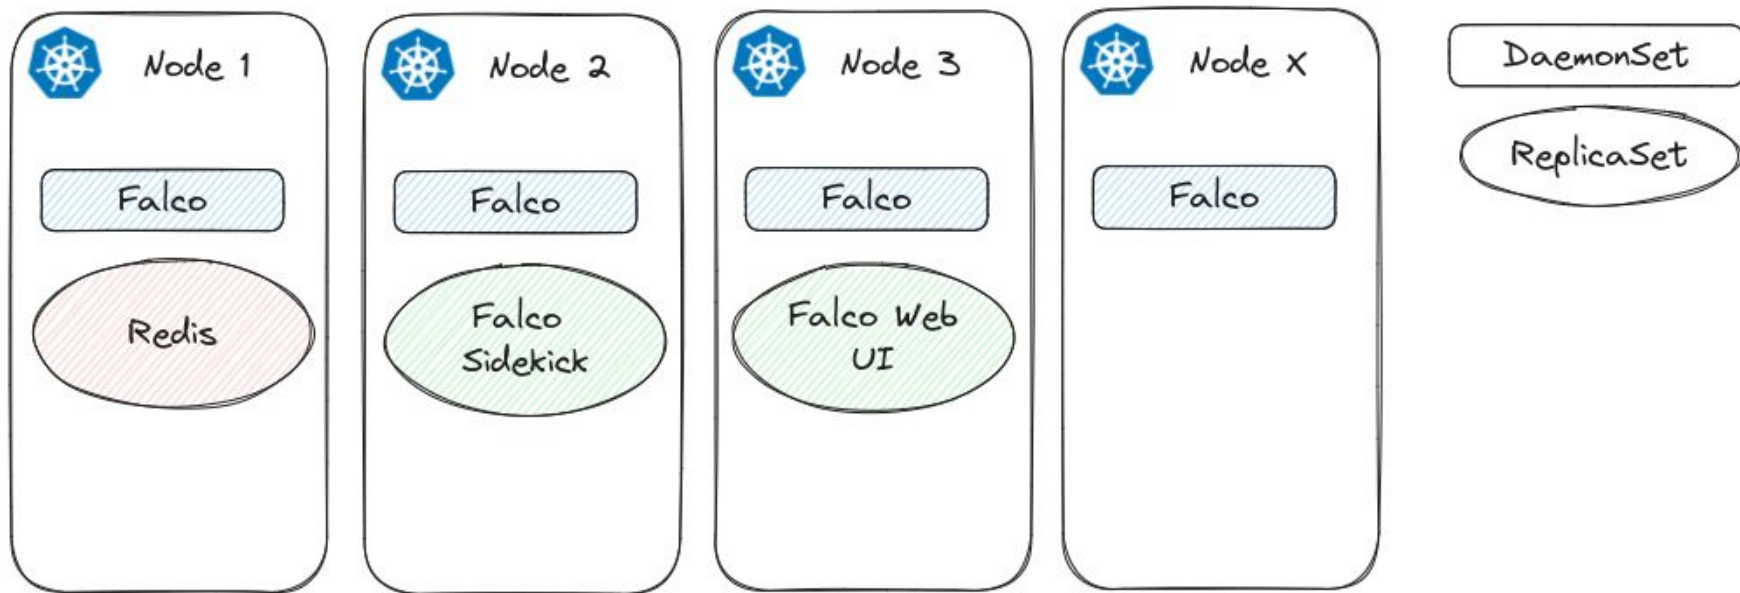 Node 1
Falco
Redis
Node 2
Falco
Falco
Sidekick
Node 3
Falco
Falco Web
UI
Node X
Falco
DaemonSet
ReplicaSet